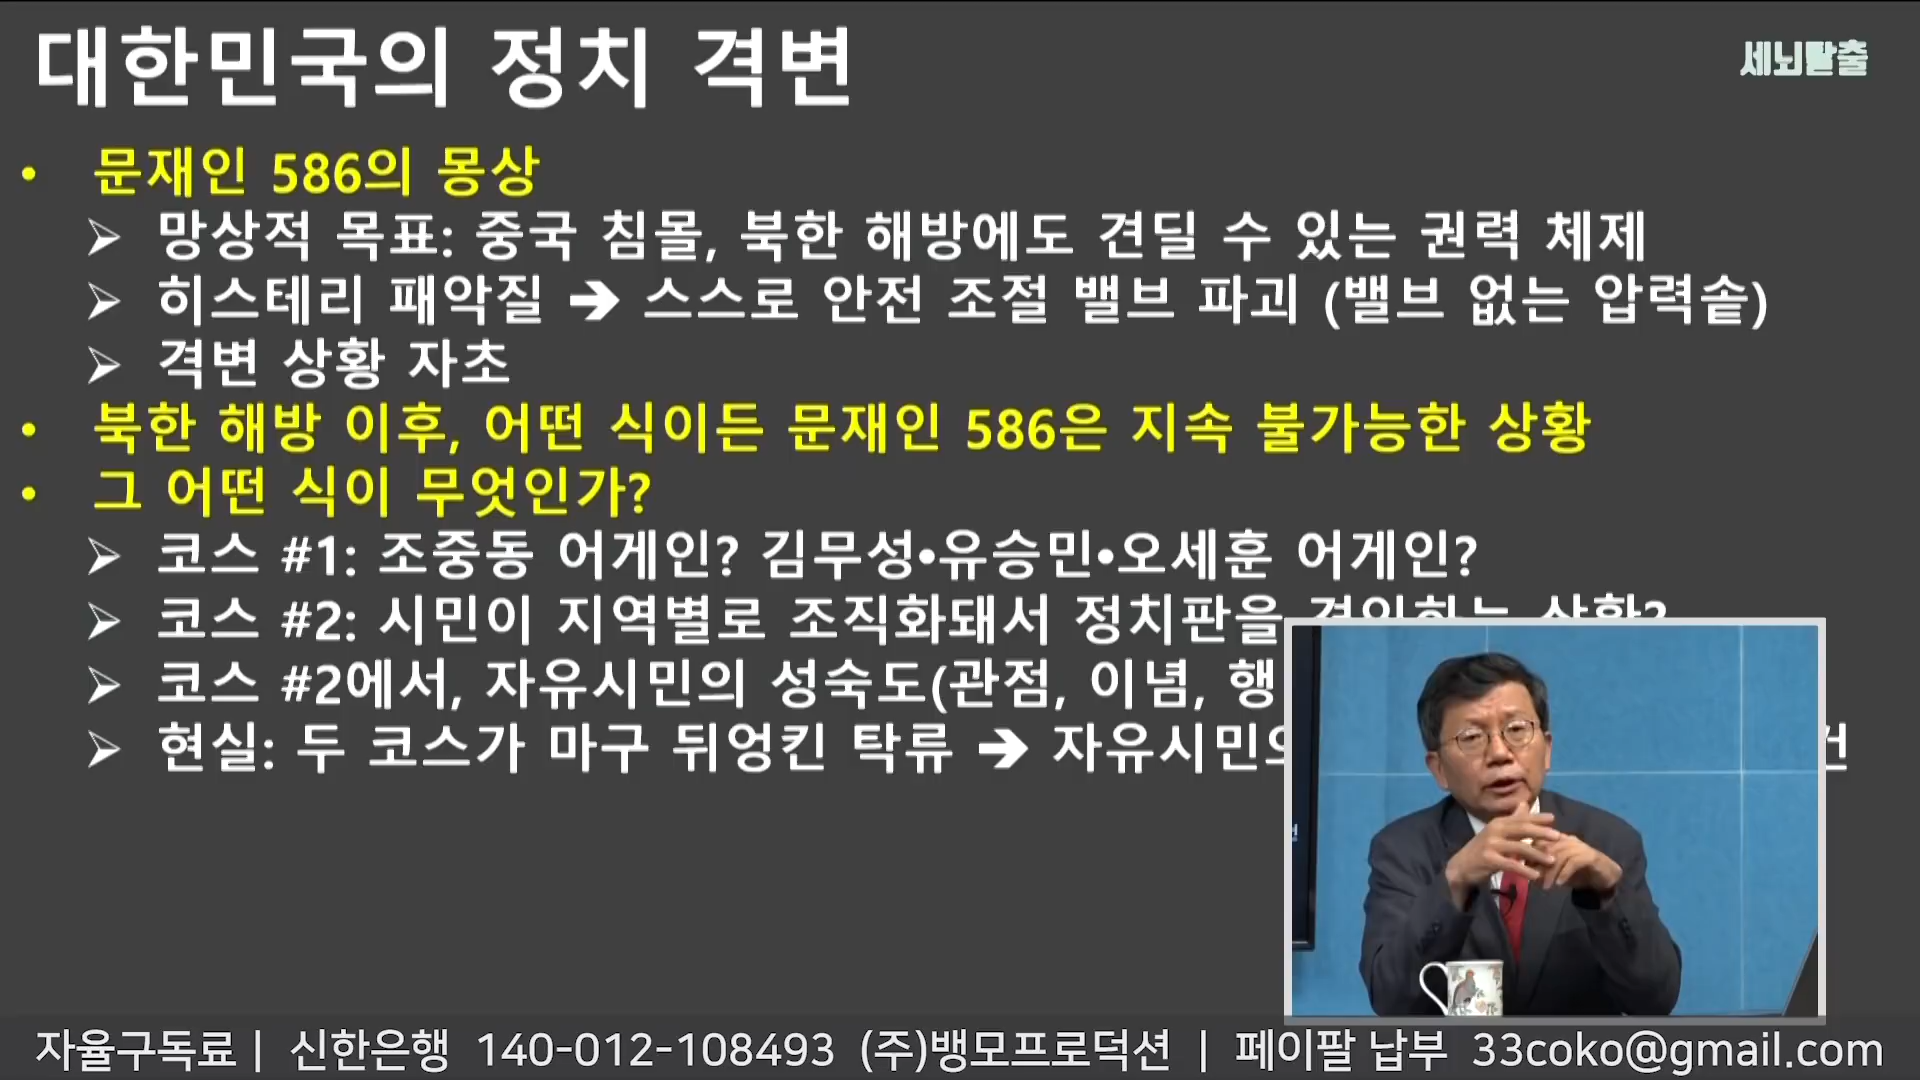 대한민국의 정치 격변
세뇌탈출
• 문재인 586의 몽상
➢ 망상적 목표: 중국 침몰, 북한 해방에도 견딜 수 있는 권력 체제
➢ 히스테리 패악질 ➔ 스스로 안전 조절 밸브 파괴 (밸브 없는 압력솥)
➢ 격변 상황 자초
• 북한 해방 이후, 어떤 식이든 문재인 586은 지속 불가능한 상황
• 그 어떤 식이 무엇인가?
➢ 코스 #1: 조중동 어게인? 김무성•유승민•오세훈 어게인?
➢ 코스 #2: 시민이 지역별로 조직화돼서 정치판을 상황?
➢ 코스 #2에서, 자유시민의 성숙도(관점, 이념, 행
➢ 현실: 두 코스가 마구 뒤엉킨 탁류 ➔ 자유시민의
자율구독료 | 신한은행 140-012-108493 (주)뱅모프로덕션 | 페이팔 납부 33coko@gmail.com